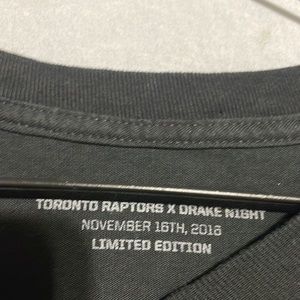 TORONTO RAPTORS X DRAKE NIGHT
NOVEMBER 16TH, 2016
LIMITED EDITION